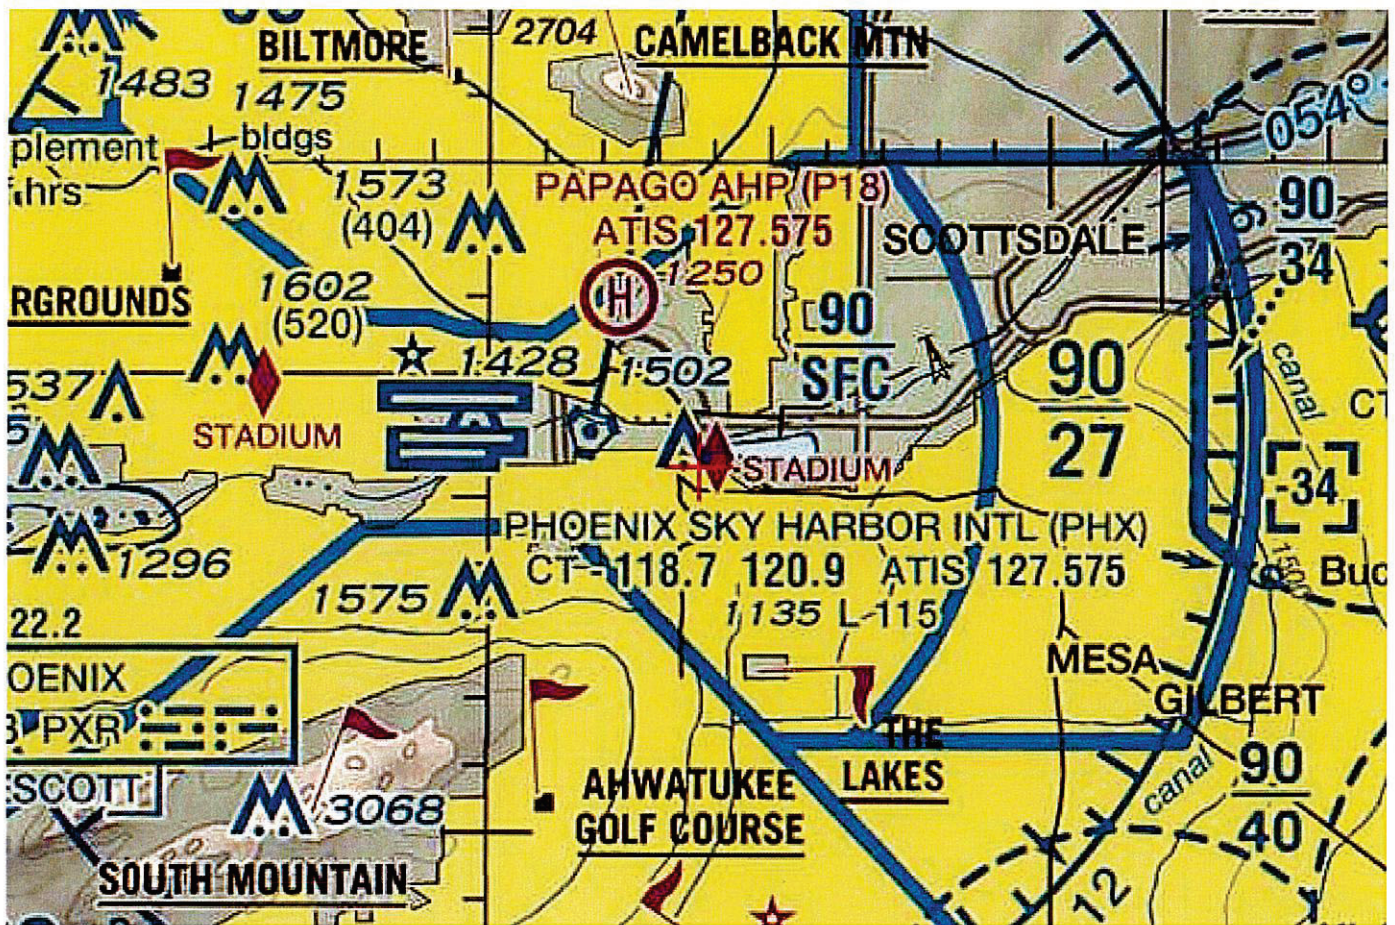 BILTMORE
2704
CAMELBACK MTN
1483
1475
bldgs
plement
hrs
054°
1573
(404)
PAPAGO AHP (P18)
ATIS 127.575
1250
SCOTTSDALE
90
34
RGROUNDS
1602
(520)
90
SFC
1428
1502
90
27
canal
CT
537
STADIUM
STADIUM
-34
PHOENIX SKY HARBOR INTL (PHX)
CT - 118.7 120.9 ATIS 127.575
1135 L 115
1296
1575
1500
Buc
22.2
OENIX
PXR
ESCOTT
MESA
GILBERT
THE
LAKES
AHWATUKEE
GOLF COURSE
canal
90
40
3068
SOUTH MOUNTAIN
12